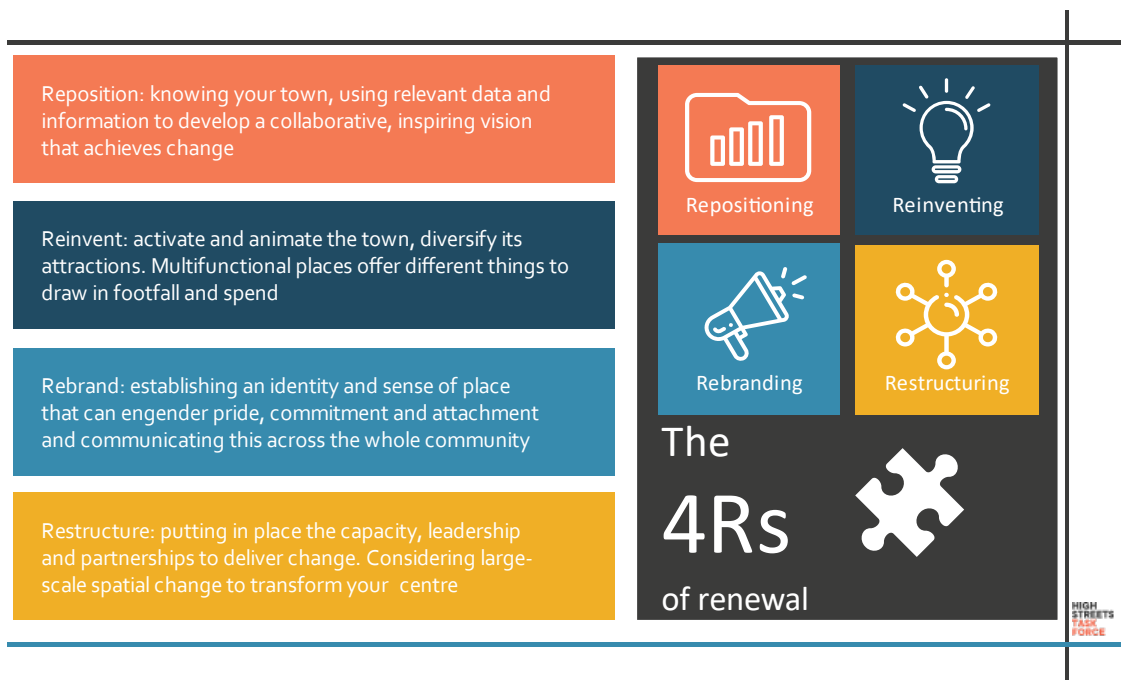 Reposition: knowing your town, using relevant data and
information to develop a collaborative, inspiring vision
that achieves change
Reinvent: activate and animate the town, diversify its
attractions. Multifunctional places offer different things to
draw in footfall and spend
Rebrand: establishing an identity and sense of place
that can engender pride, commitment and attachment
and communicating this across the whole community
Restructure: putting in place the capacity, leadership
and partnerships to deliver change. Considering large-
scale spatial change to transform your centre
Repositioning
Reinventing
Rebranding
Restructuring
The
4Rs
of renewal
HIGH
STREETS
TASK
FORCE